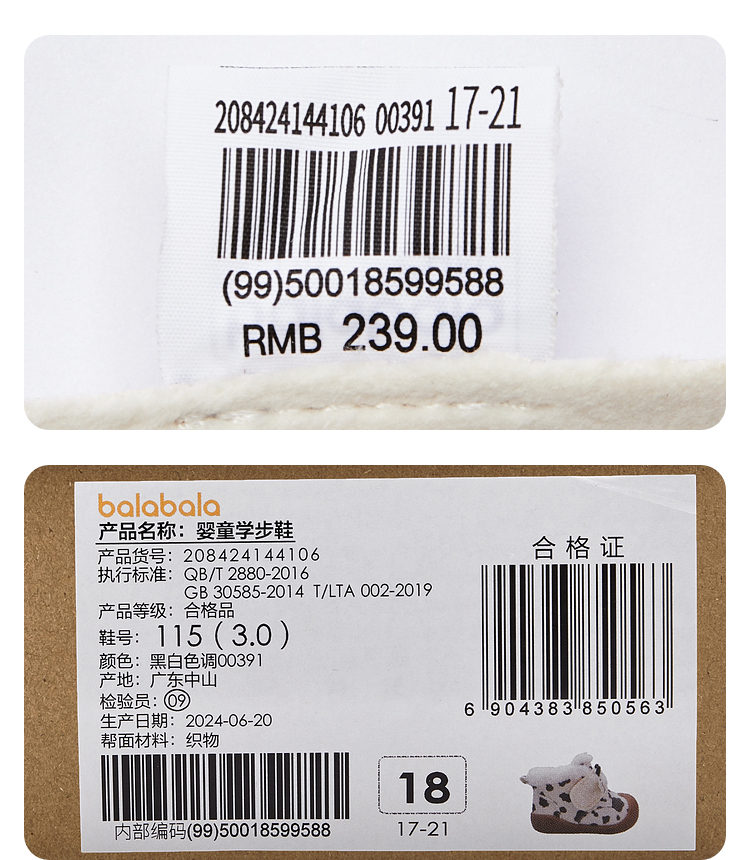 208424144106 00391 17-21
(99)50018599588
RMB 239.00
balabala
产品名称：婴童学步鞋
产品货号：208424144106
执行标准：QB/T 2880-2016
GB 30585-2014 T/LTA 002-2019
产品等级：合格品
鞋号：115（3.0）
颜色：黑白色调00391
产地：广东中山
检验员：09
生产日期：2024-06-20
帮面材料：织物
内部编码(99)50018599588
合格证
6 904383 850563
18
17-21